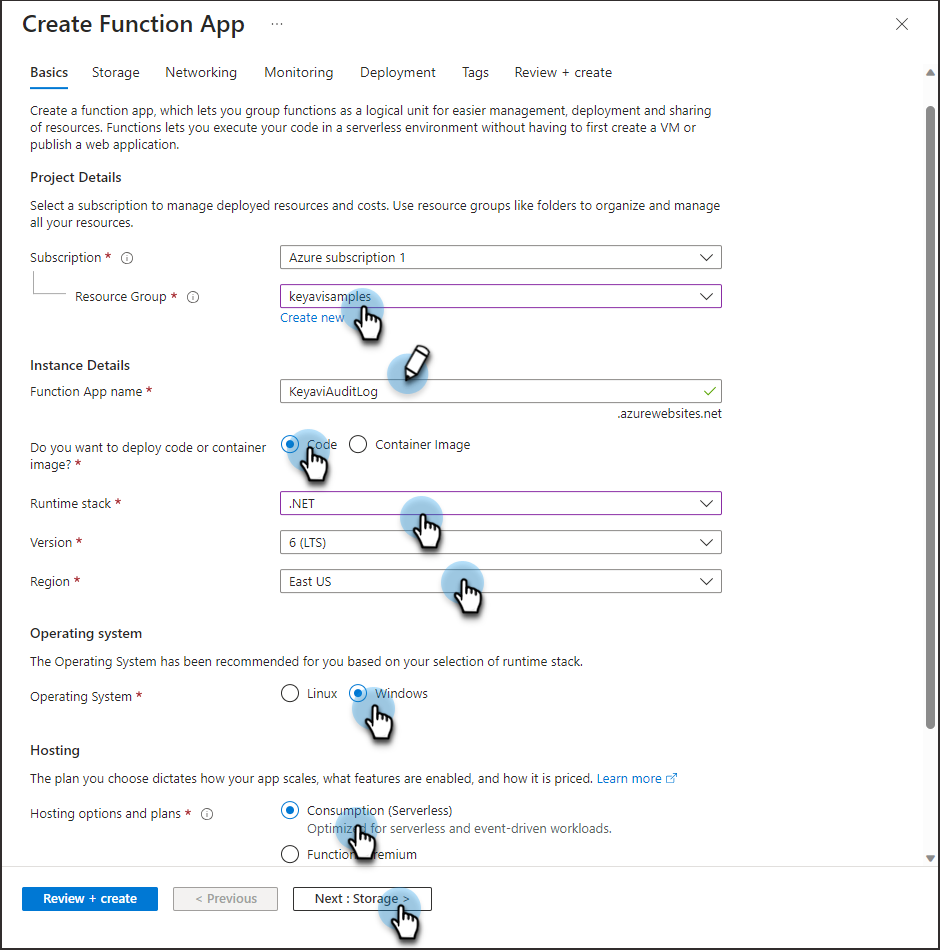 Create Function App ...
Basics Storage Networking Monitoring Deployment Tags Review + create
Create a function app, which lets you group functions as a logical unit for easier management, deployment and sharing
of resources. Functions lets you execute your code in a serverless environment without having to first create a VM or
publish a web application.
Project Details
Select a subscription to manage deployed resources and costs. Use resource groups like folders to organize and manage
all your resources.
Subscription * Azure subscription 1
Resource Group * keyavisamples
Create new
Instance Details
Function App name * KeyaviAuditLog
.azurewebsites.net
Do you want to deploy code or container Code Container Image
image? *
Runtime stack * .NET
Version * 6 (LTS)
Region * East US
Operating system
The Operating System has been recommended for you based on your selection of runtime stack.
Operating System * Linux Windows
Hosting
The plan you choose dictates how your app scales, what features are enabled, and how it is priced. Learn more
Hosting options and plans * Consumption (Serverless)
Optimized for serverless and event-driven workloads.
Functions Premium
Review + create < Previous Next : Storage >